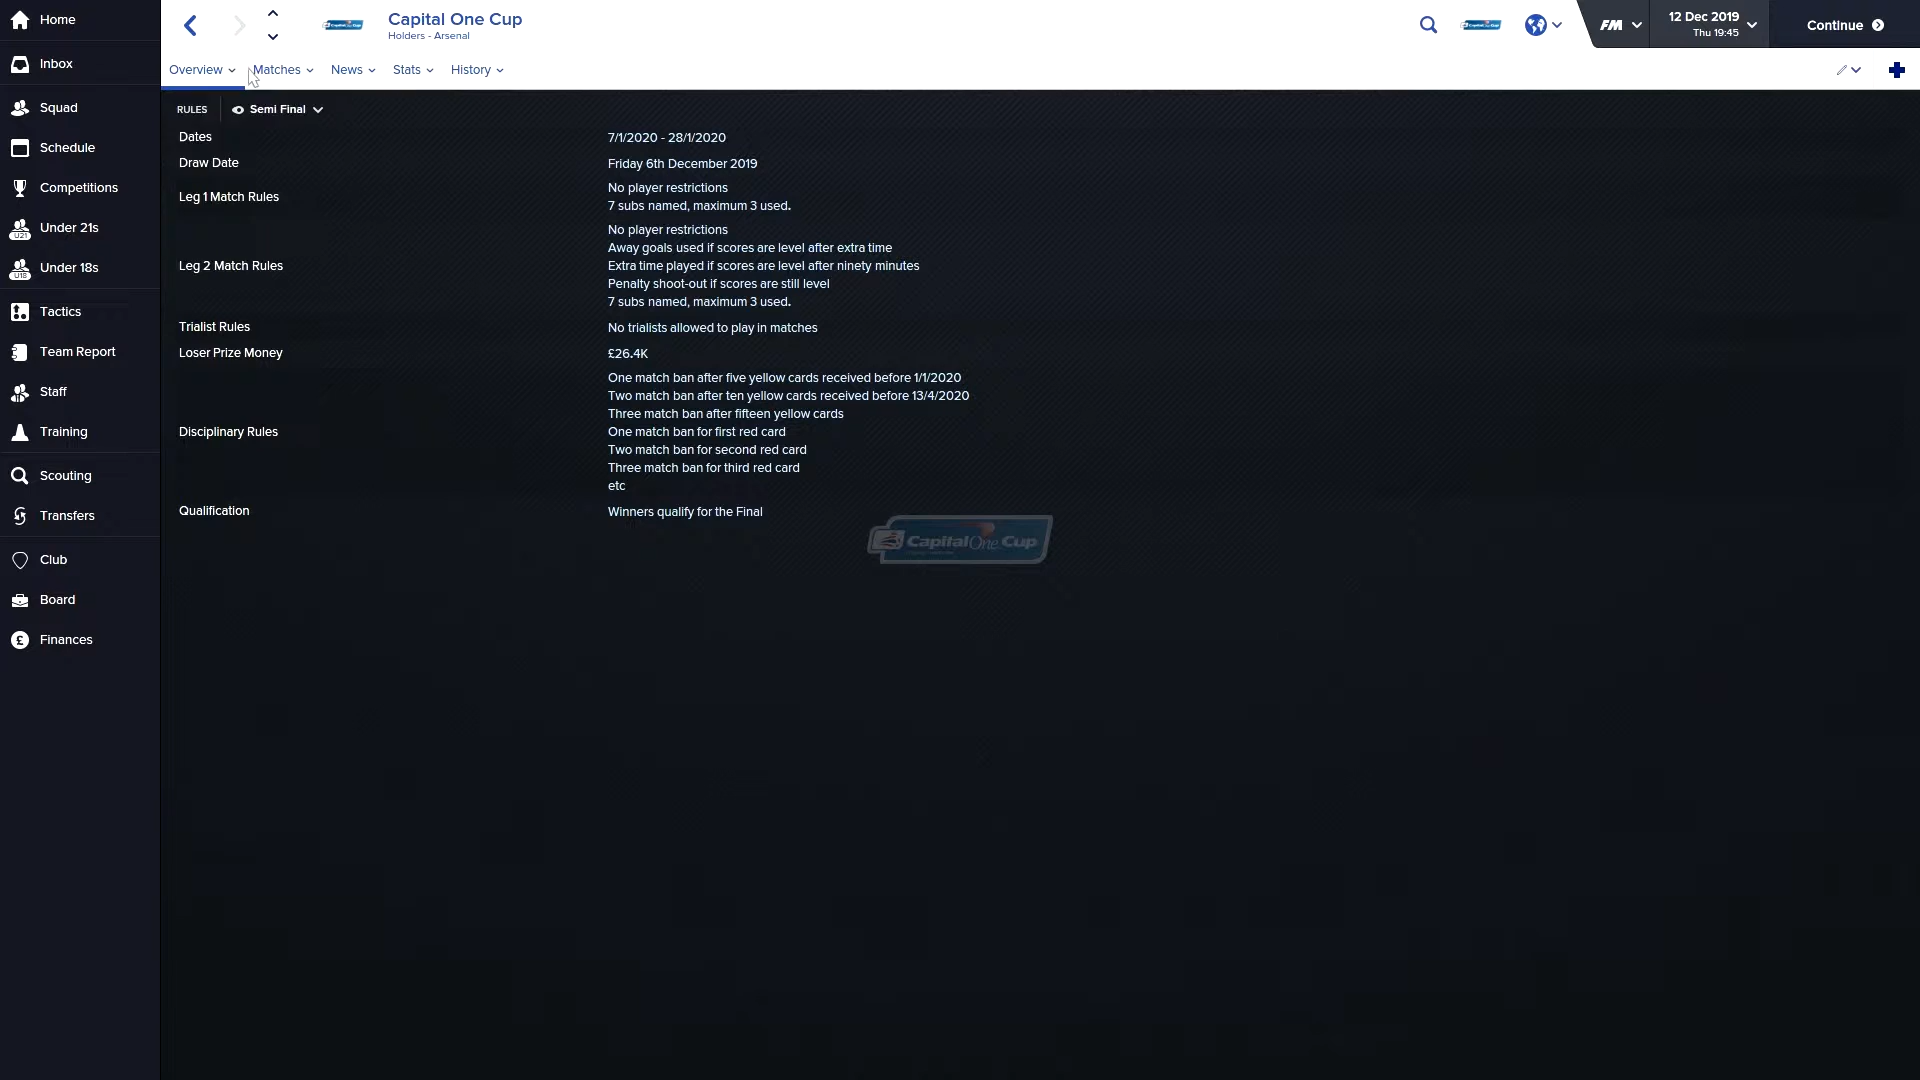 Home
Inbox
Squad
Schedule
Competitions
U21
Under 21s
U18
Under 18s
Tactics
Team Report
Staff
Training
Scouting
Transfers
Club
Board
£ Finances
Capital One Cup
Holders - Arsenal
FM
12 Dec 2019
Thu 19:45
Continue
Overview Matches News Stats History
RULES Semi Final
Dates 7/1/2020 - 28/1/2020
Draw Date Friday 6th December 2019
Leg 1 Match Rules
No player restrictions
7 subs named, maximum 3 used.
Leg 2 Match Rules
No player restrictions
Away goals used if scores are level after extra time
Extra time played if scores are level after ninety minutes
Penalty shoot-out if scores are still level
7 subs named, maximum 3 used.
Trialist Rules No trialists allowed to play in matches
Loser Prize Money £26.4K
Disciplinary Rules
One match ban after five yellow cards received before 1/1/2020
Two match ban after ten yellow cards received before 13/4/2020
Three match ban after fifteen yellow cards
One match ban for first red card
Two match ban for second red card
Three match ban for third red card
etc
Qualification Winners qualify for the Final
Capital One Cup